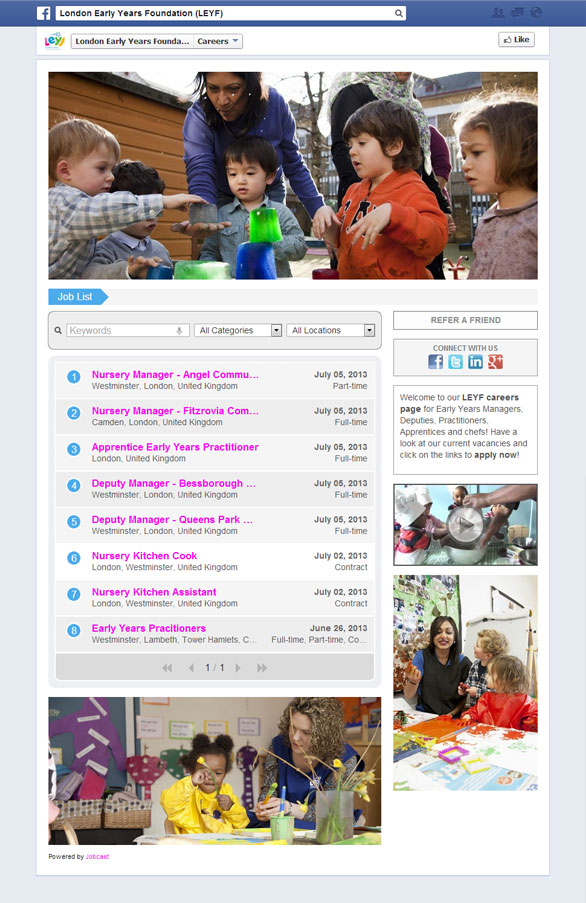 London Early Years Foundation (LEYF)
London Early Years Founda... Careers
Like
Job List
Keywords All Categories All Locations
1 Nursery Manager - Angel Commu... July 05, 2013
Westminster, London, United Kingdom Part-time
2 Nursery Manager - Fitzrovia Com... July 05, 2013
Camden, London, United Kingdom Full-time
3 Apprentice Early Years Practitioner July 05, 2013
London, United Kingdom Full-time
4 Deputy Manager - Bessborough ... July 05, 2013
Westminster, London, United Kingdom Full-time
5 Deputy Manager - Queens Park ... July 05, 2013
Westminster, London, United Kingdom Full-time
6 Nursery Kitchen Cook July 02, 2013
London, Westminster, United Kingdom Contract
7 Nursery Kitchen Assistant July 02, 2013
London, Westminster, United Kingdom Contract
8 Early Years Pracitioners June 26, 2013
Westminster, Lambeth, Tower Hamlets, C... Full-time, Part-time, Co...
1 / 1
REFER A FRIEND
CONNECT WITH US
Welcome to our LEYF careers
page for Early Years Managers,
Deputies, Practitioners,
Apprentices and chefs! Have a
look at our current vacancies and
click on the links to apply now!
Powered by Jobcast